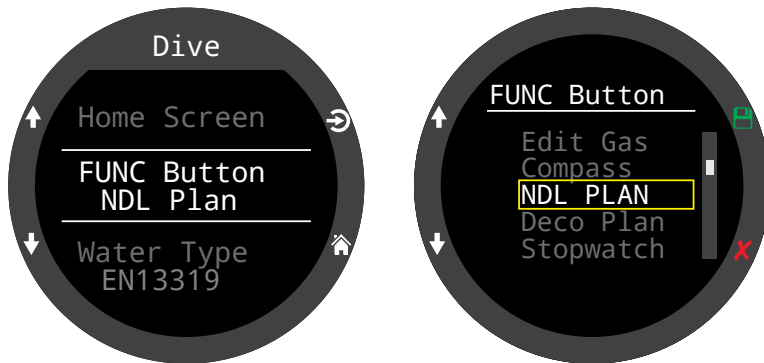 Dive
Home Screen
FUNC Button
NDL Plan
Water Type
EN13319
FUNC Button
Edit Gas
Compass
NDL PLAN
Deco Plan
Stopwatch